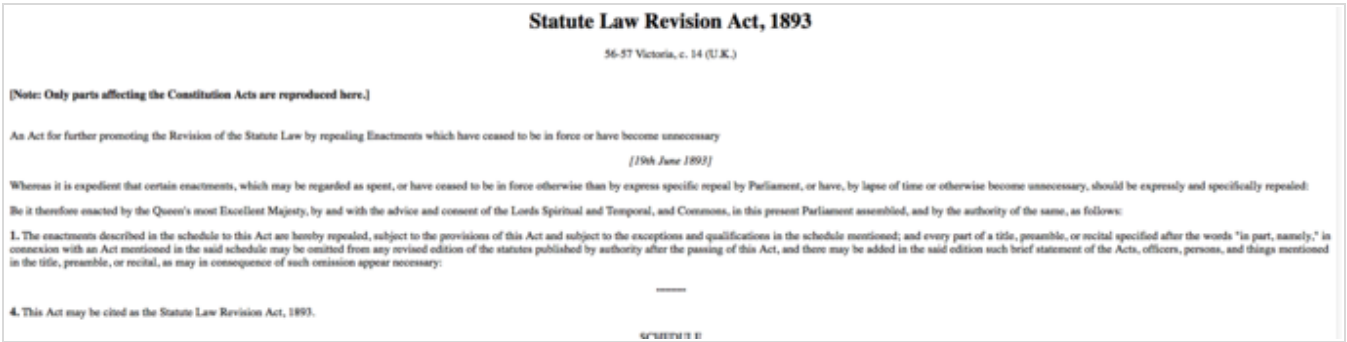 Statute Law Revision Act, 1893
56-57 Victoria, c. 14 (U.K.)
[Note: Only parts affecting the Constitution Acts are reproduced here.]
An Act for further promoting the Revision of the Statute Law by repealing Enactments which have ceased to be in force or have become unnecessary
[19th June 1893]
Whereas it is expedient that certain enactments, which may be regarded as spent, or have ceased to be in force otherwise than by express specific repeal by Parliament, or have, by lapse of time or otherwise become unnecessary, should be expressly and specifically repealed:
Be it therefore enacted by the Queen's most Excellent Majesty, by and with the advice and consent of the Lords Spiritual and Temporal, and Commons, in this present Parliament assembled, and by the authority of the same, as follows:
1. The enactments described in the schedule to this Act are hereby repealed, subject to the provisions of this Act and subject to the exceptions and qualifications in the schedule mentioned; and every part of a title, preamble, or recital specified after the words "in part, namely," in
connexion with an Act mentioned in the said schedule may be omitted from any revised edition of the statutes published by authority after the passing of this Act, and there may be added in the said edition such brief statement of the Acts, officers, persons, and things mentioned
in the title, preamble, or recital, as may in consequence of such omission appear necessary:
--------
4. This Act may be cited as the Statute Law Revision Act, 1893.
SCHEDULE